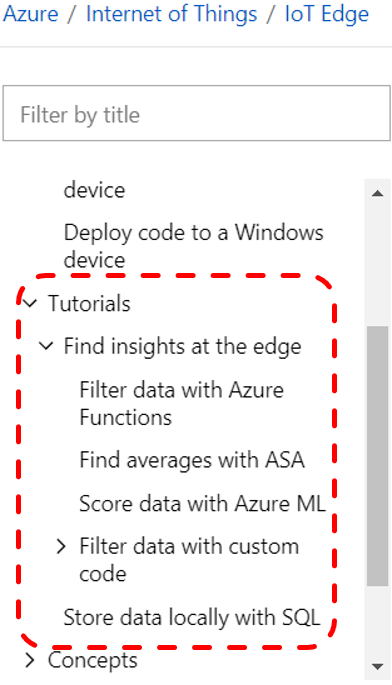 Azure / Internet of Things / IoT Edge
Filter by title
device
Deploy code to a Windows
device
Tutorials
Find insights at the edge
Filter data with Azure
Functions
Find averages with ASA
Score data with Azure ML
Filter data with custom
code
Store data locally with SQL
Concepts